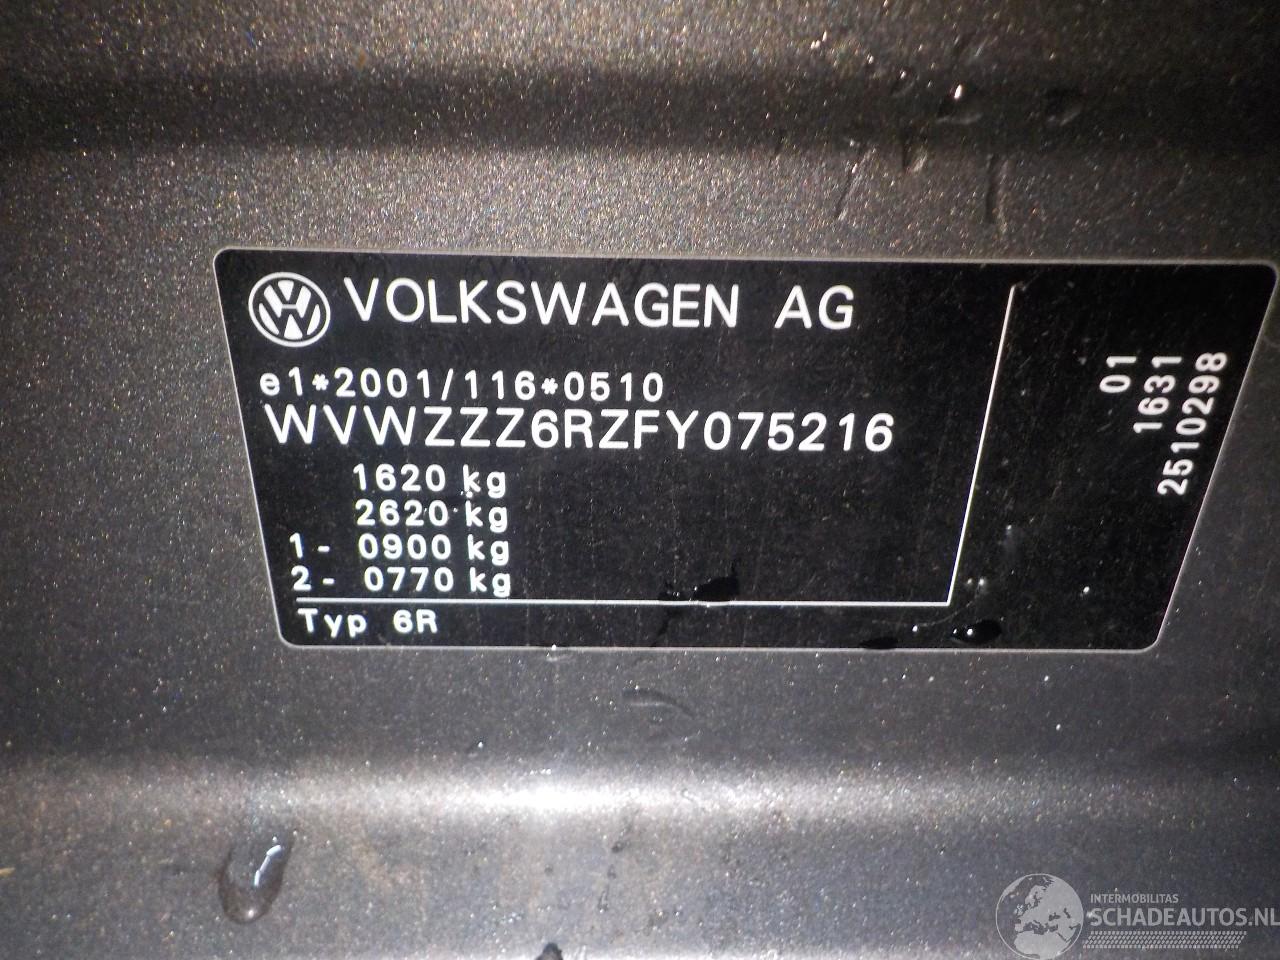 VOLKSWAGEN AG
e1*2001/116*0510
WVWZZZ6RZFY075216
1620 kg
2620 kg
1 - 0900 kg
2 - 0770 kg
Typ 6R
01
1631
2510298
INTERMOBILITAS
SCHADEAUTOS.NL